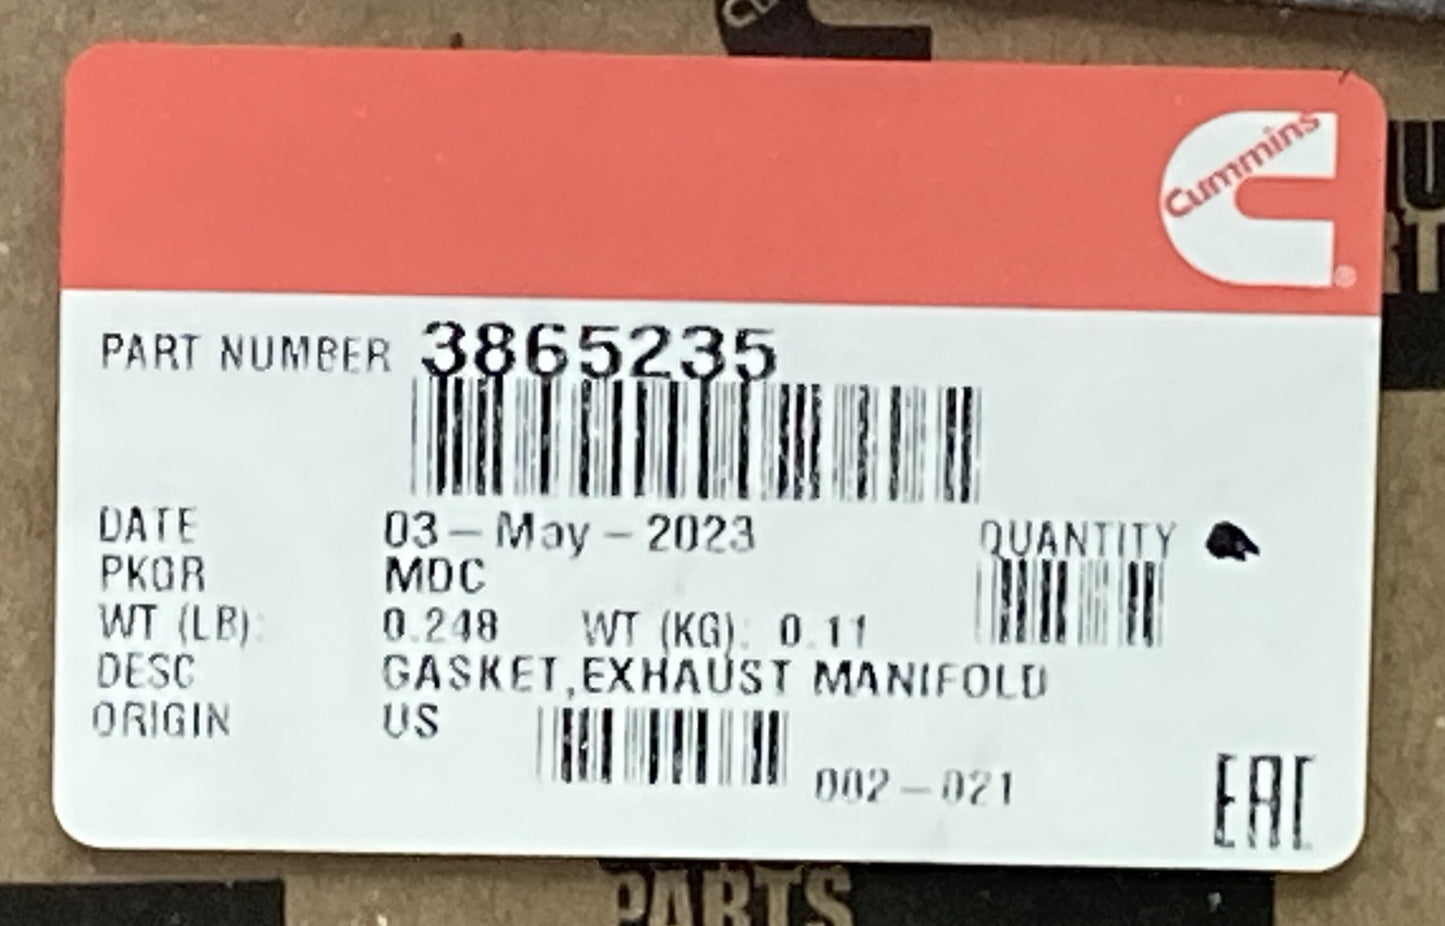 Cummins
®
PART NUMBER 3865235
DATE 03-May-2023 QUANTITY
PKOR MDC
WT (LB): 0.248 WT (KG): 0.11
DESC GASKET,EXHAUST MANIFOLD
ORIGIN US
002-021
EAC
PARTS